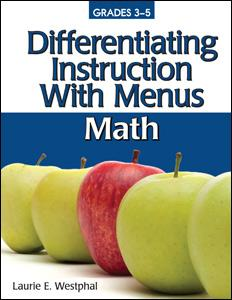 GRADES 3–5
Differentiating
Instruction
With Menus
Math
Laurie E. Westphal